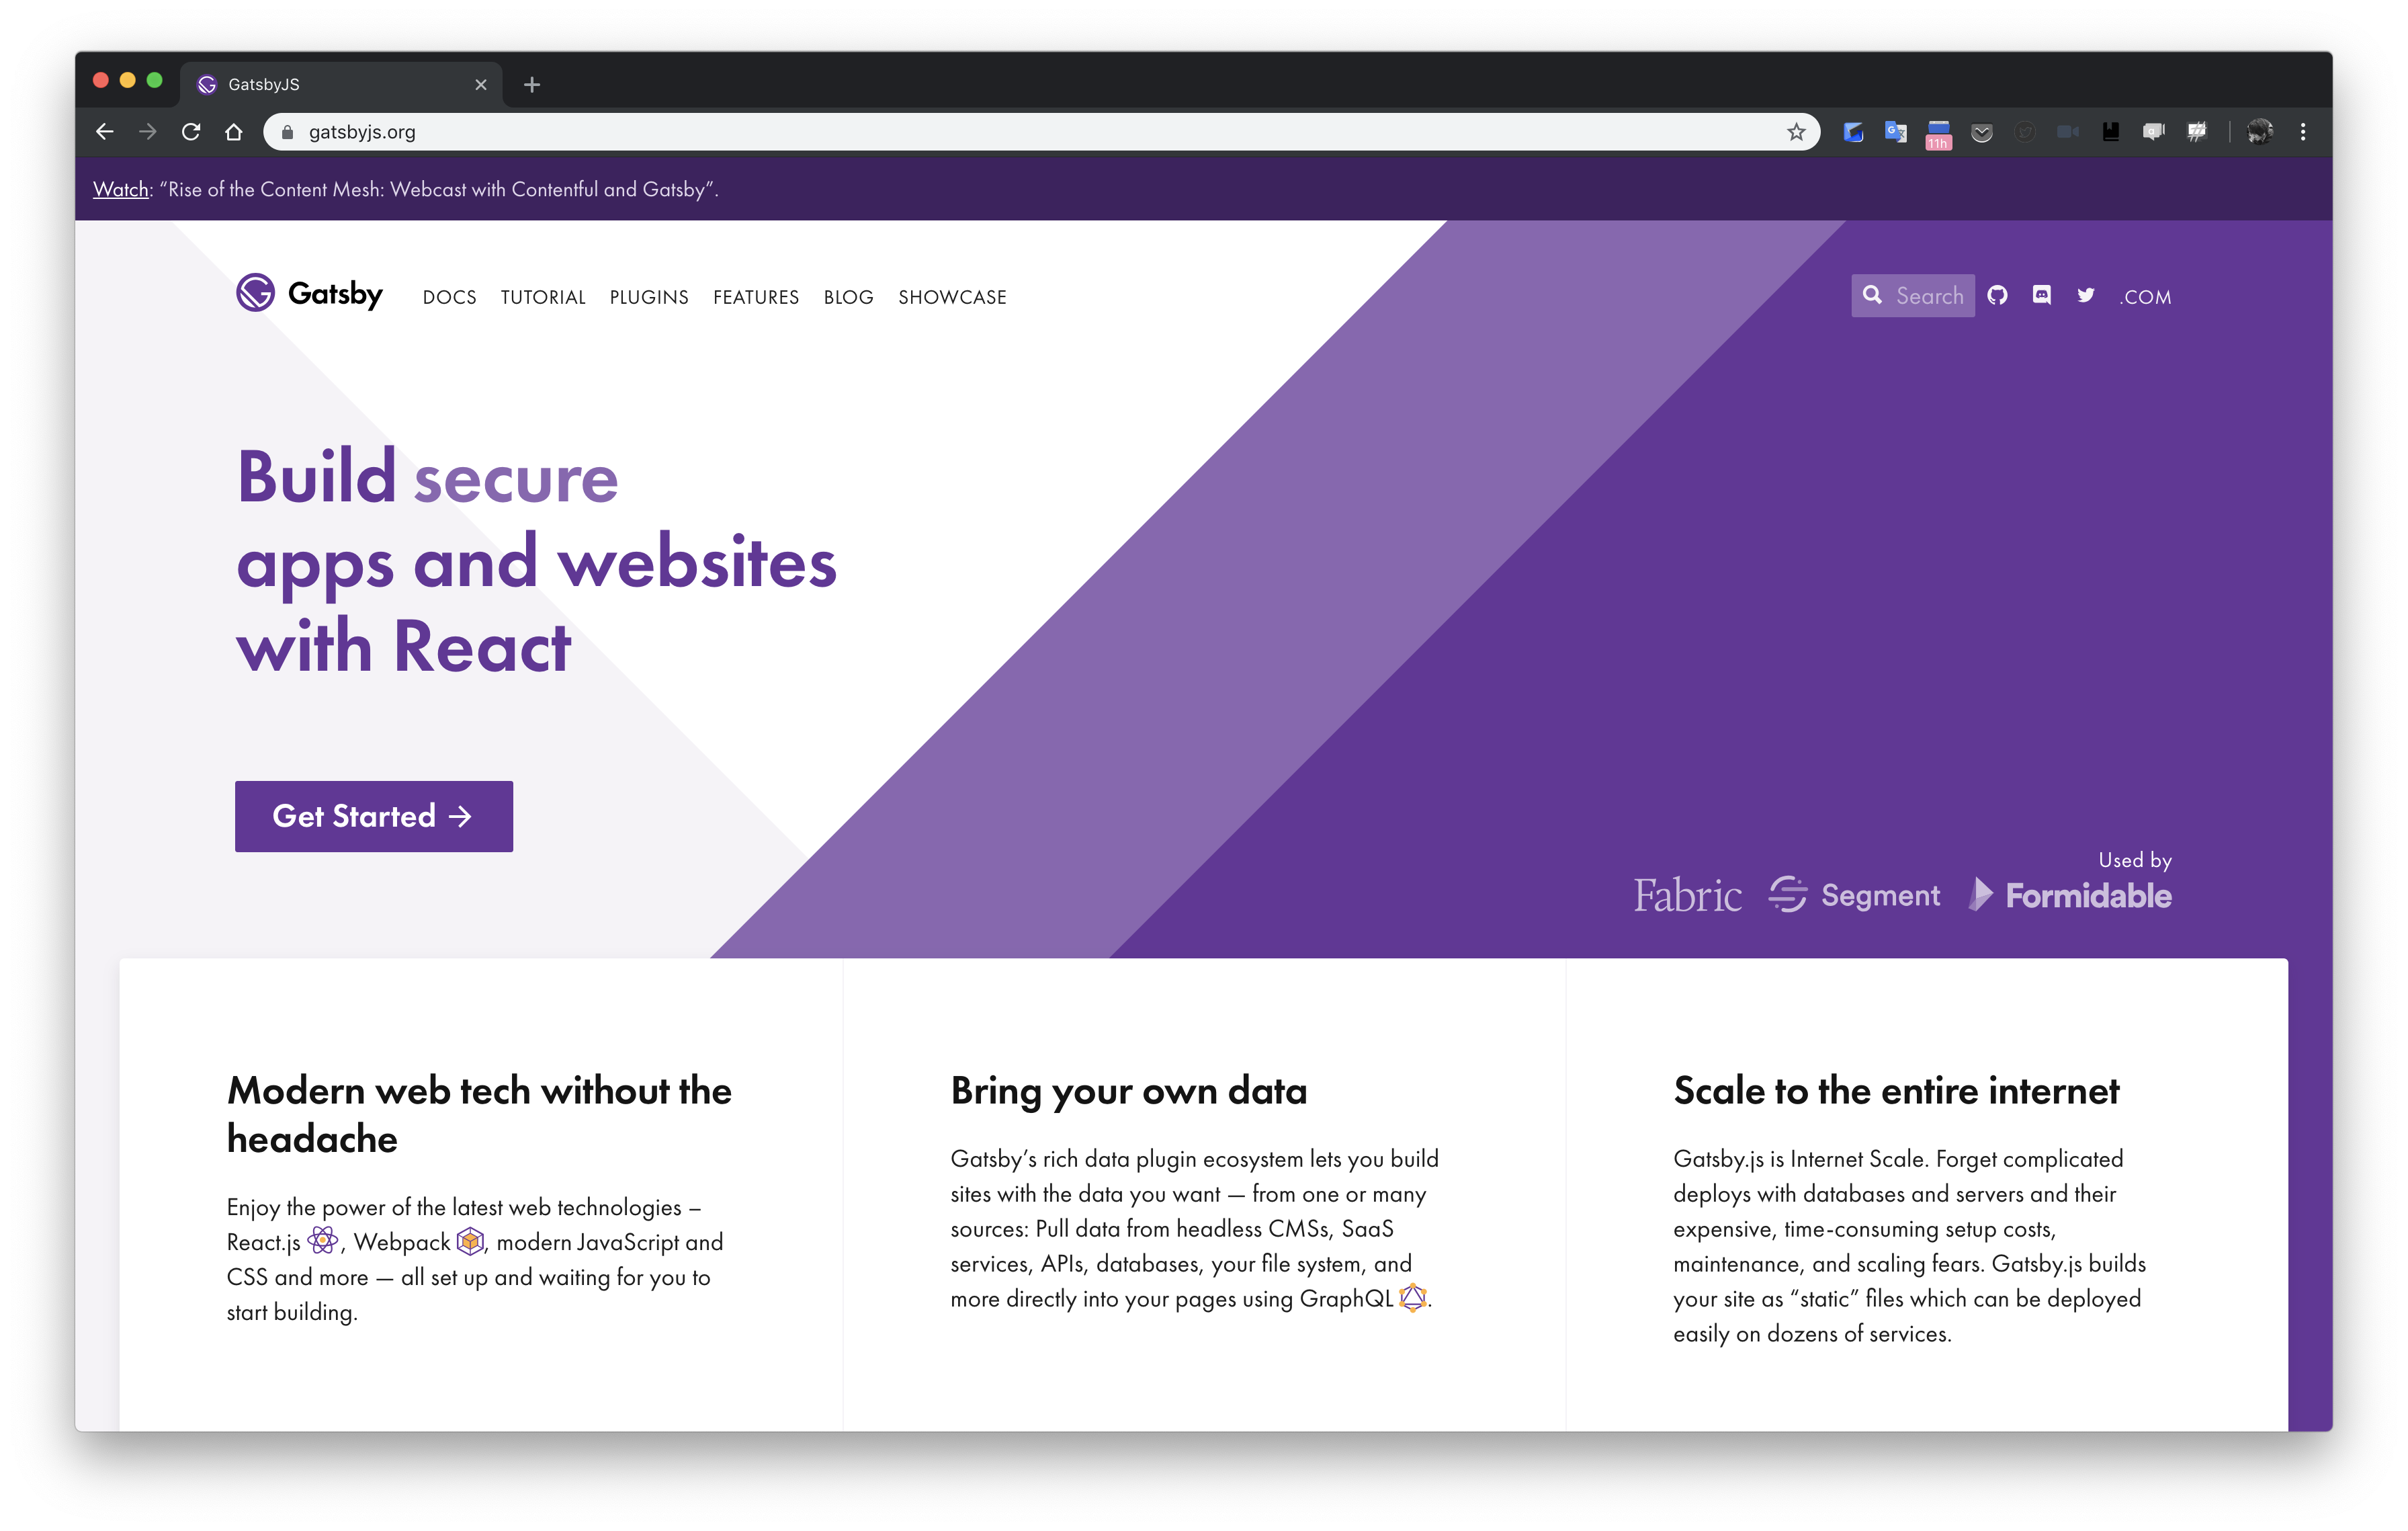 GatsbyJS
gatsbyjs.org
11h
Watch: “Rise of the Content Mesh: Webcast with Contentful and Gatsby”.
Gatsby DOCS TUTORIAL PLUGINS FEATURES BLOG SHOWCASE Search .COM
Build secure
apps and websites
with React
Get Started →
Used by
Fabric Segment Formidable
Modern web tech without the
headache
Enjoy the power of the latest web technologies –
React.js , Webpack , modern JavaScript and
CSS and more — all set up and waiting for you to
start building.
Bring your own data
Gatsby’s rich data plugin ecosystem lets you build
sites with the data you want — from one or many
sources: Pull data from headless CMSs, SaaS
services, APIs, databases, your file system, and
more directly into your pages using GraphQL .
Scale to the entire internet
Gatsby.js is Internet Scale. Forget complicated
deploys with databases and servers and their
expensive, time-consuming setup costs,
maintenance, and scaling fears. Gatsby.js builds
your site as “static” files which can be deployed
easily on dozens of services.